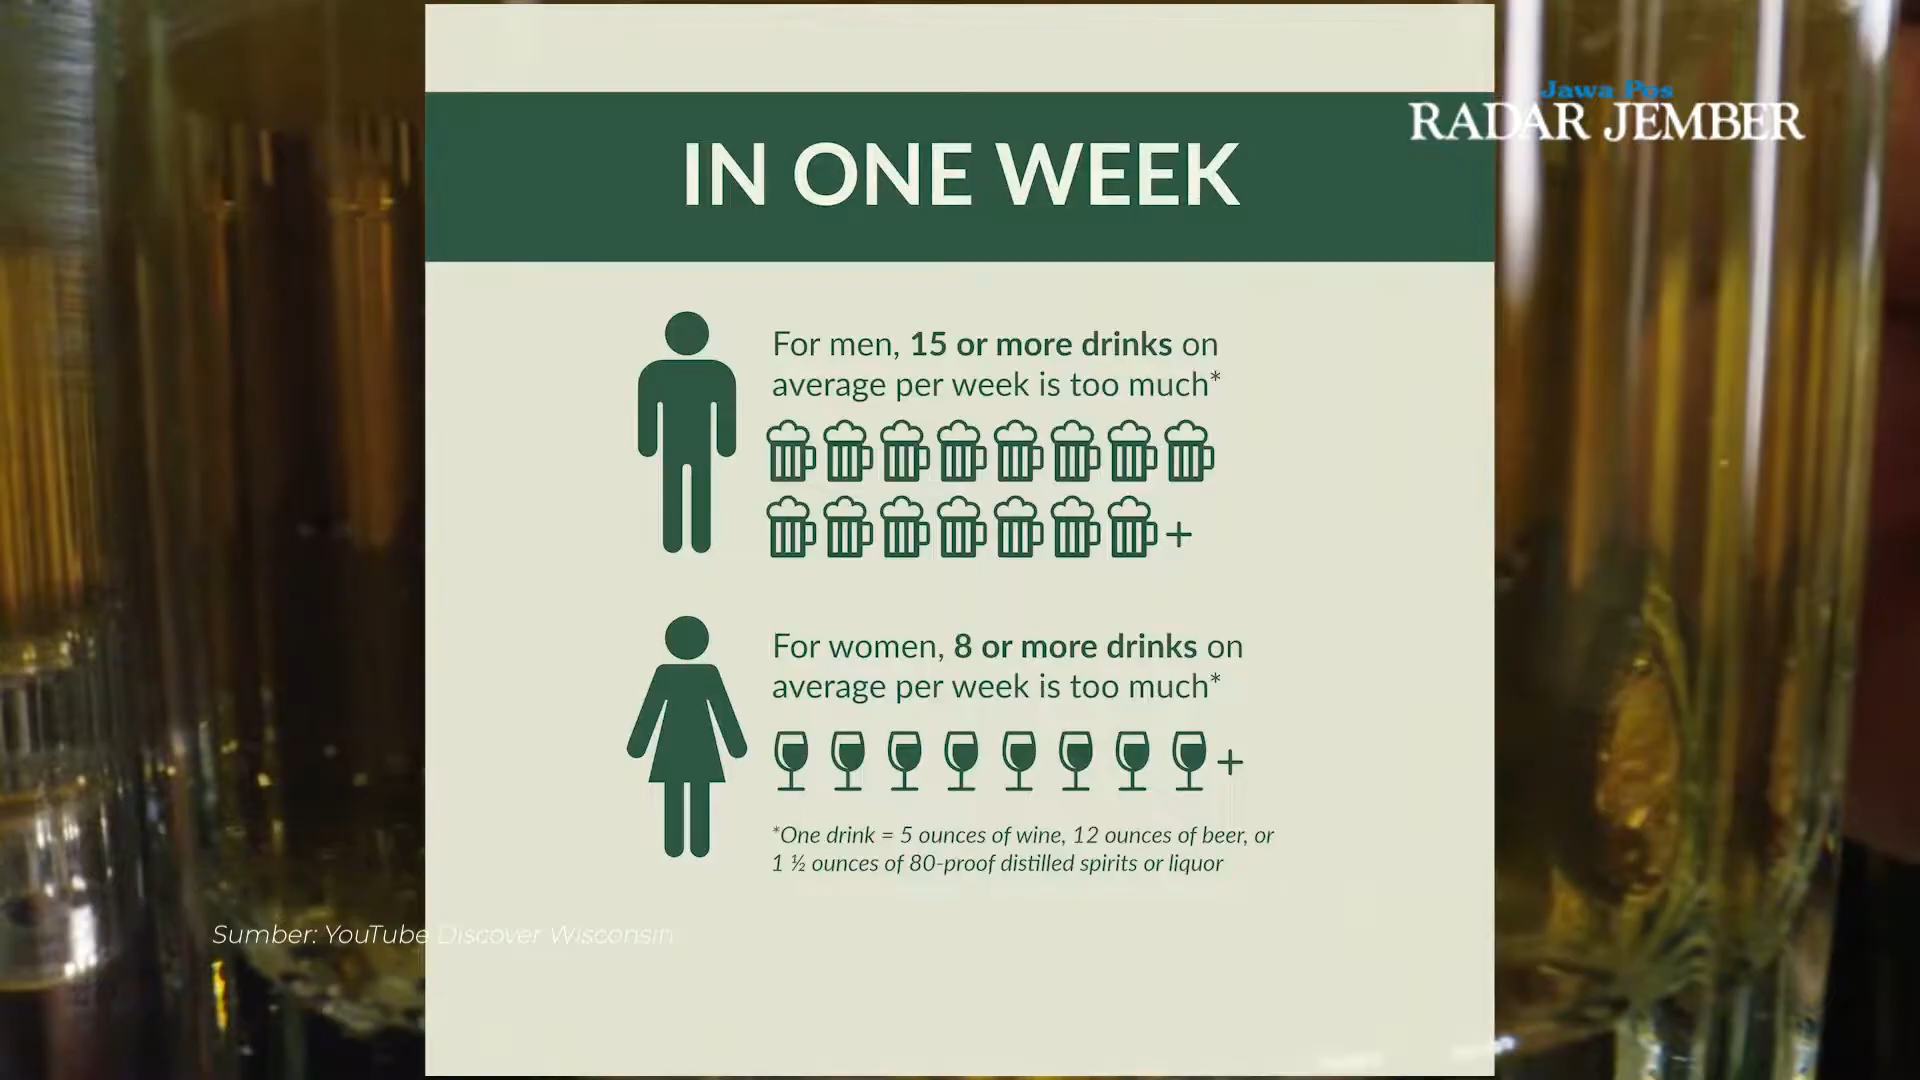 Jawa Pos
RADAR JEMBER
IN ONE WEEK
For men, 15 or more drinks on
average per week is too much*
+
For women, 8 or more drinks on
average per week is too much*
+
*One drink = 5 ounces of wine, 12 ounces of beer, or
1 ½ ounces of 80-proof distilled spirits or liquor
Sumber: YouTube Discover Wisconsin